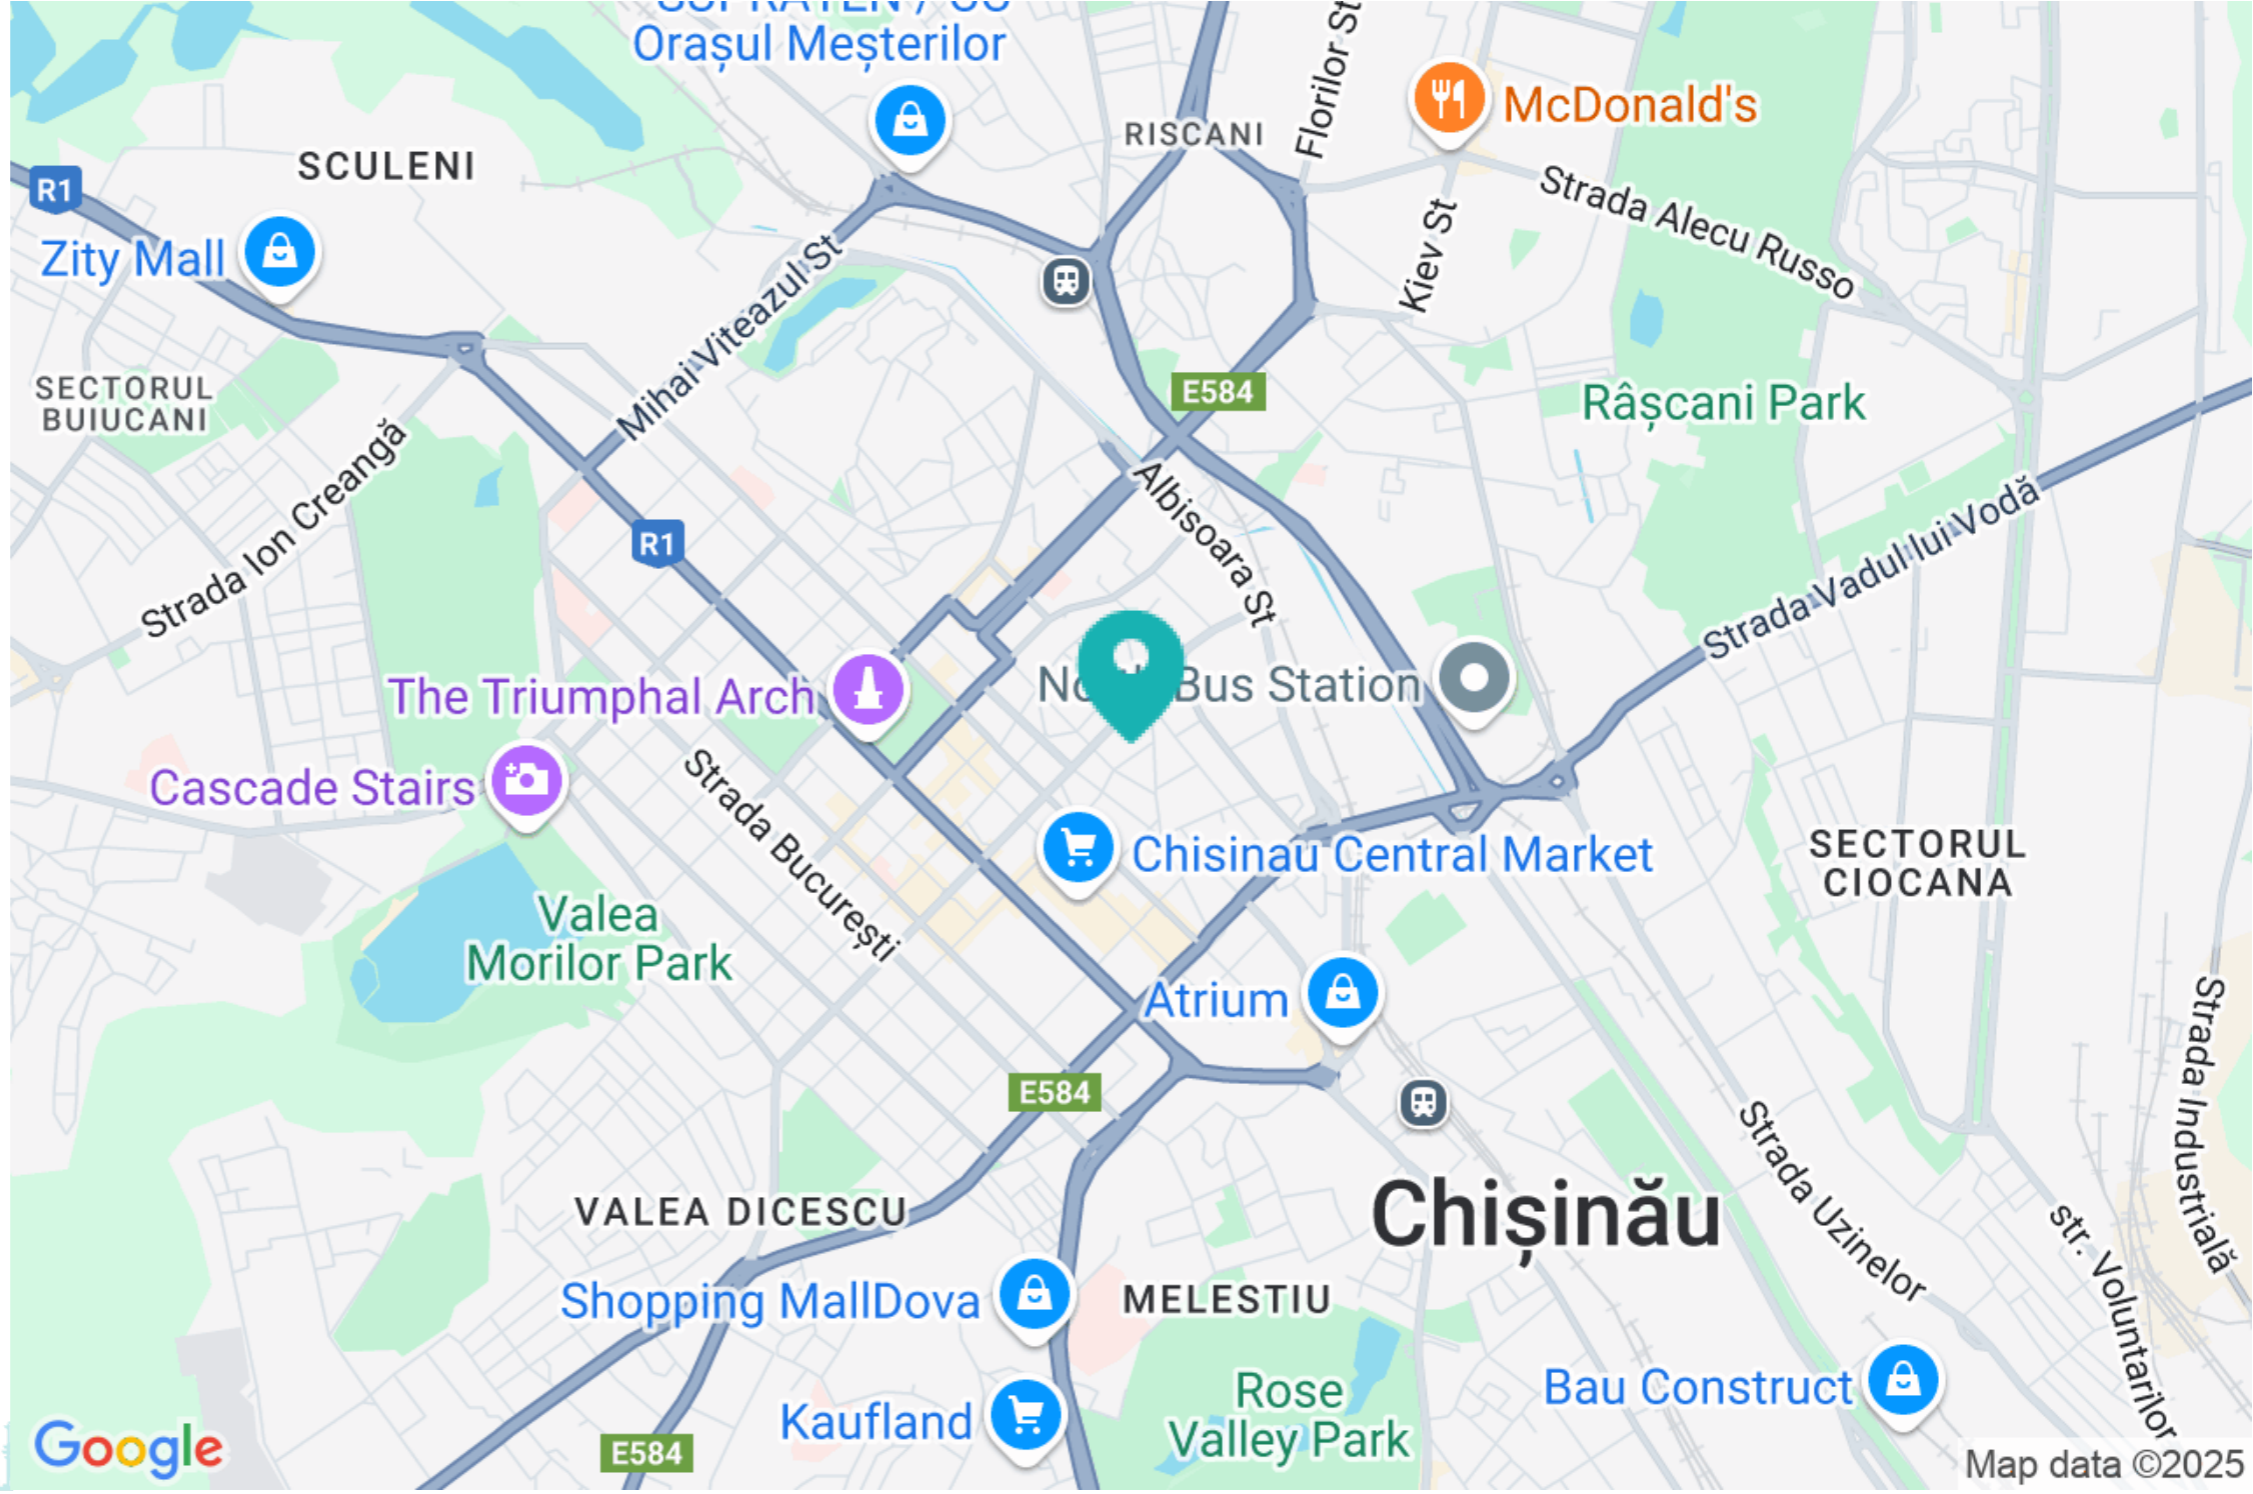 Orașul Meșterilor
RISCANI
Florilor St
McDonald's
SCULENI
R1
Zity Mall
Strada Alecu Russo
Kiev St
Mihai Viteazul St
SECTORUL
BUIUCANI
E584
Râșcani Park
Strada Ion Creangă
R1
Albisoara St
Strada Vadul lui Vodă
The Triumphal Arch
Bus Station
Cascade Stairs
Strada București
Chisinau Central Market
SECTORUL
CIOCANA
Valea
Morilor Park
Atrium
E584
Strada Industrială
Strada Uzinelor
VALEA DICESCU
Chișinău
str. Voluntarilor
Shopping MallDova
MELESTIU
Rose
Valley Park
Bau Construct
Kaufland
E584
Google
Map data ©2025